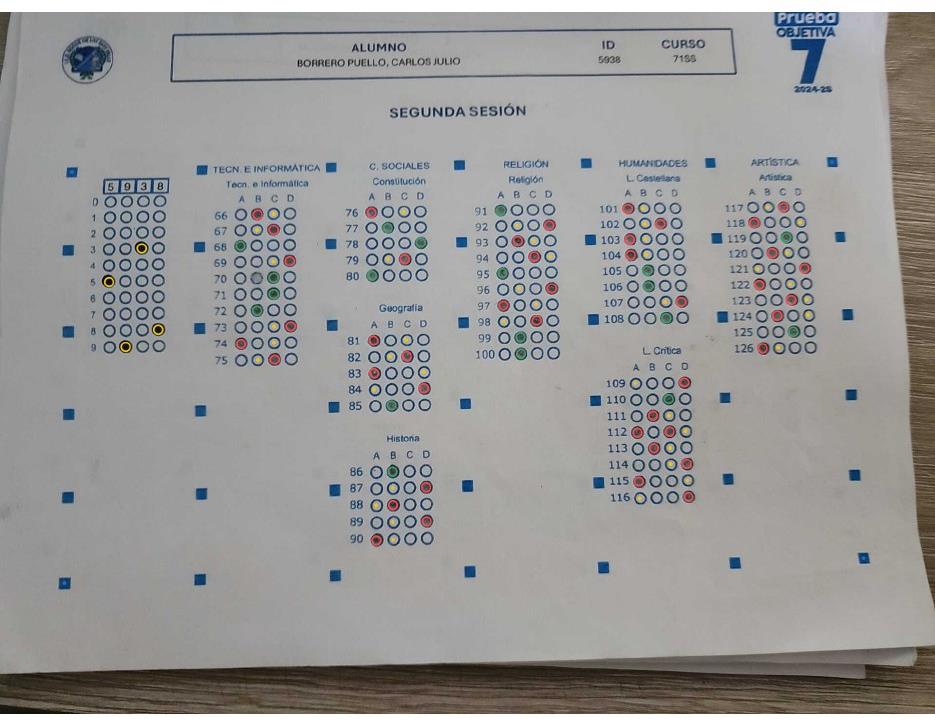 Prueba
OBJETIVA
7
2024-25
ALUMNO ID CURSO
BORRERO PUELLO, CARLOS JULIO 5938 71SS
SEGUNDA SESIÓN
5 9 3 8
0
1
2
3
4
5
6
7
8
9
TECN. E INFORMÁTICA
Tecn. e Informática
A B C D
66
67
68
69
70
71
72
73
74
75
C. SOCIALES
Constitución
A B C D
76
77
78
79
80
Geografía
A B C D
81
82
83
84
85
Historia
A B C D
86
87
88
89
90
RELIGIÓN
Religión
A B C D
91
92
93
94
95
96
97
98
99
100
HUMANIDADES
L. Castellana
A B C D
101
102
103
104
105
106
107
108
L. Crítica
A B C D
109
110
111
112
113
114
115
116
ARTÍSTICA
Artística
A B C D
117
118
119
120
121
122
123
124
125
126